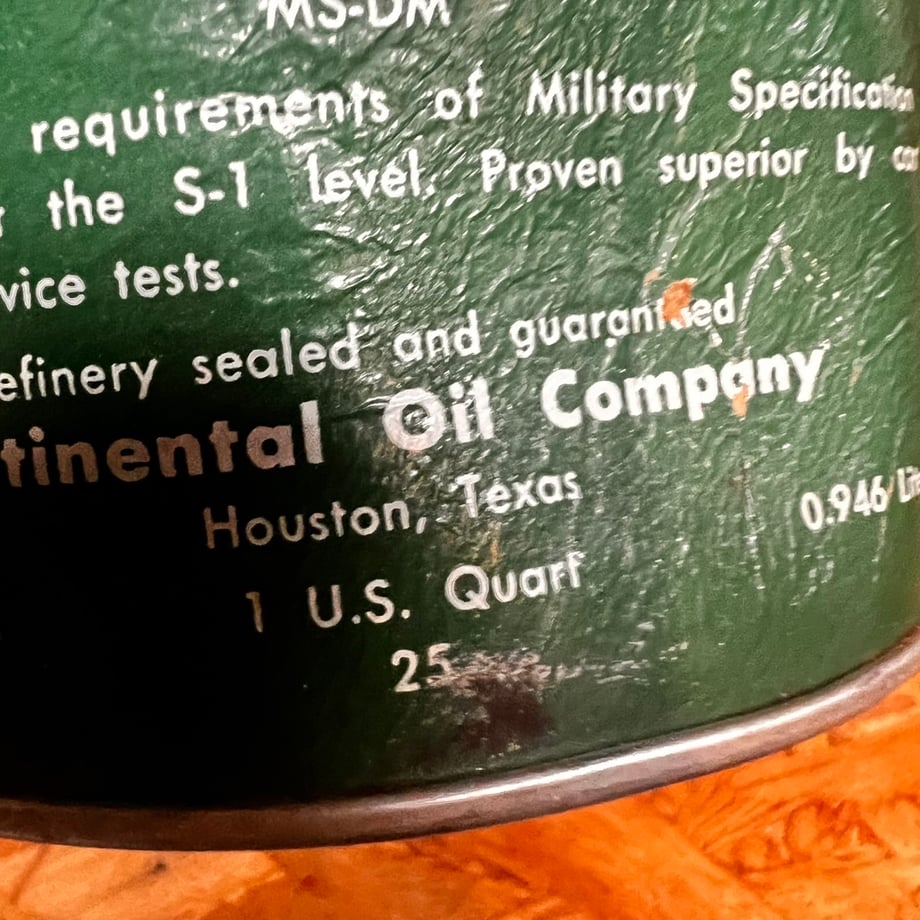 MS-DM
requirements of Military Specification
the S-1 level. Proven superior by
vice tests.
efinery sealed and guaranteed
tinental Oil Company
Houston, Texas
0.946 Lite
1 U.S. Quart
25